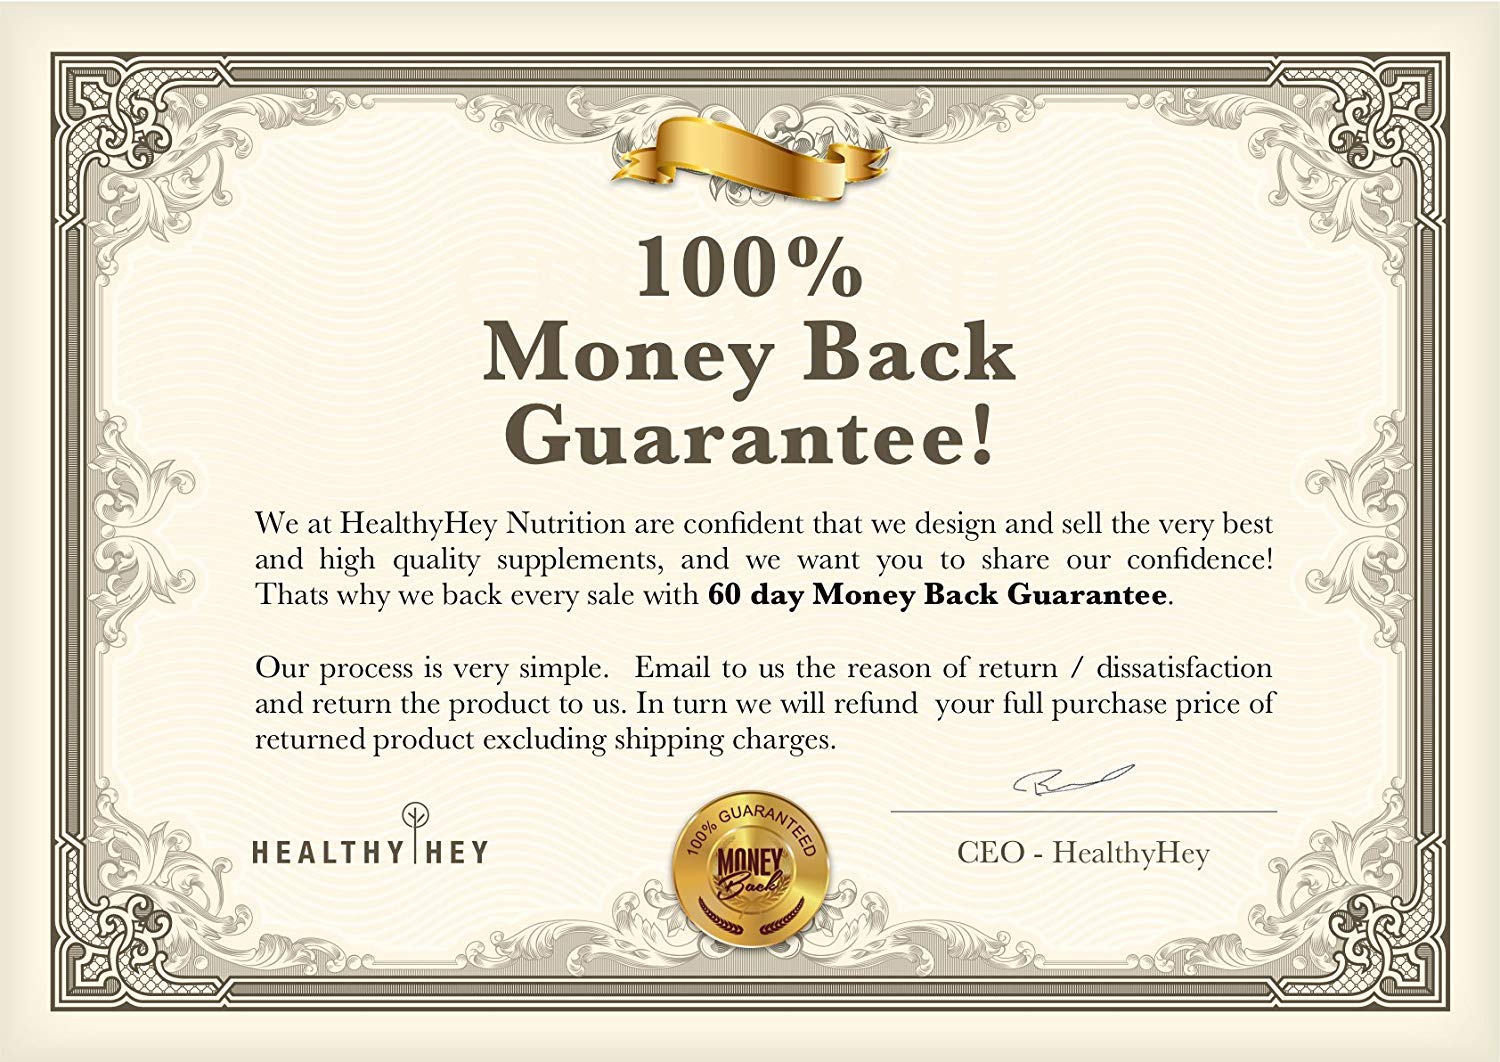 100%
Money Back
Guarantee!
We at HealthyHey Nutrition are confident that we design and sell the very best
and high quality supplements, and we want you to share our confidence!
Thats why we back every sale with 60 day Money Back Guarantee.
Our process is very simple. Email to us the reason of return / dissatisfaction
and return the product to us. In turn we will refund your full purchase price of
returned product excluding shipping charges.
HEALTHY HEY
100% GUARANTEED
MONEY
Back
CEO - HealthyHey